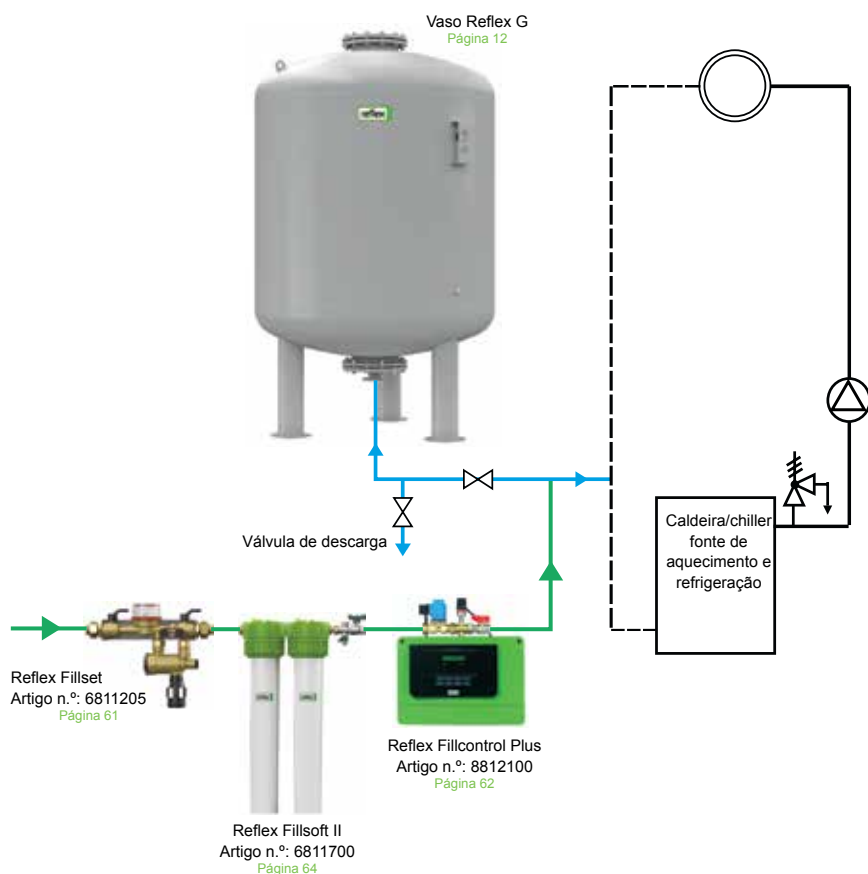 Vaso Reflex G
Página 12
reflex
Válvula de descarga
Caldeira/chiller
fonte de
aquecimento e
refrigeração
Reflex Fillset
Artigo n.º: 6811205
Página 61
Reflex Fillcontrol Plus
Artigo n.º: 8812100
Página 62
Reflex Fillsoft II
Artigo n.º: 6811700
Página 64